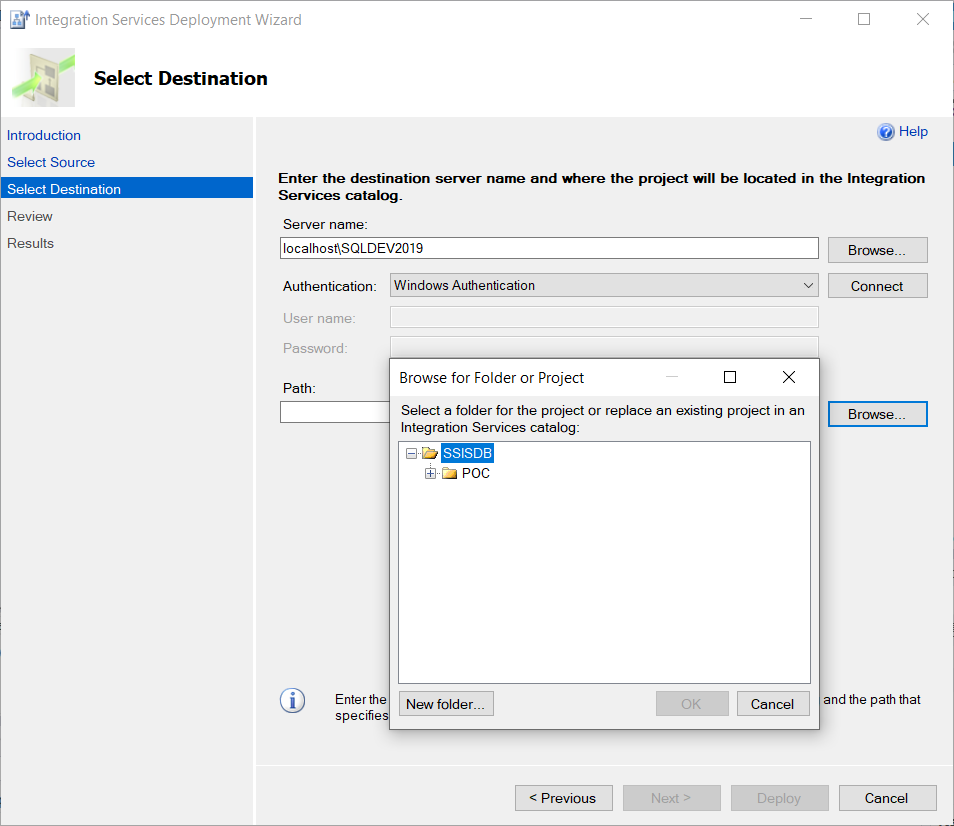 Integration Services Deployment Wizard
Select Destination
Introduction
Select Source
Select Destination
Review
Results
Help
Enter the destination server name and where the project will be located in the Integration
Services catalog.
Server name:
localhost\SQLDEV2019
Browse...
Authentication:
Windows Authentication
Connect
User name:
Password:
Path:
Browse...
Browse for Folder or Project
Select a folder for the project or replace an existing project in an
Integration Services catalog:
SSISDB
POC
New folder...
OK
Cancel
Enter the
and the path that
specifies
< Previous
Next >
Deploy
Cancel